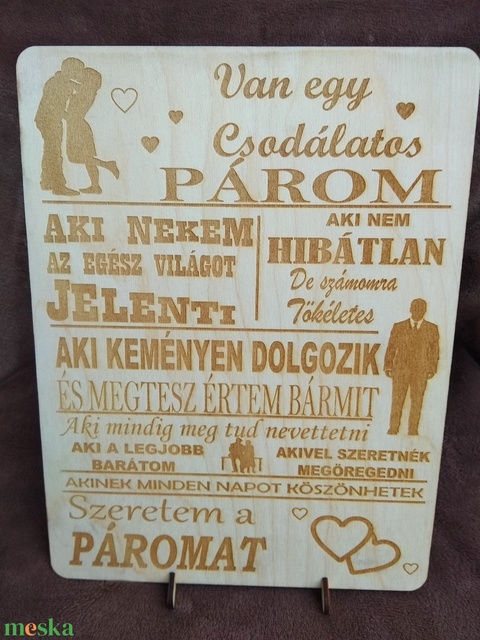 Van egy
Csodálatos
PÁROM
AKI NEKEM
AZ EGÉSZ VILÁGOT
JELENTI
AKI NEM
HIBÁTLAN
De számomra
Tökéletes
AKI KEMÉNYEN DOLGOZIK
ÉS MEGTESZ ÉRTEM BÁRMIT
Aki mindig meg tud nevettetni
AKI A LEGJOBB
BARÁTOM
AKIVEL SZERETNÉK
MEGÖREGEDNI
AKINEK MINDEN NAPOT KÖSZÖNHETEK
Szeretem a
PÁROMAT
meska